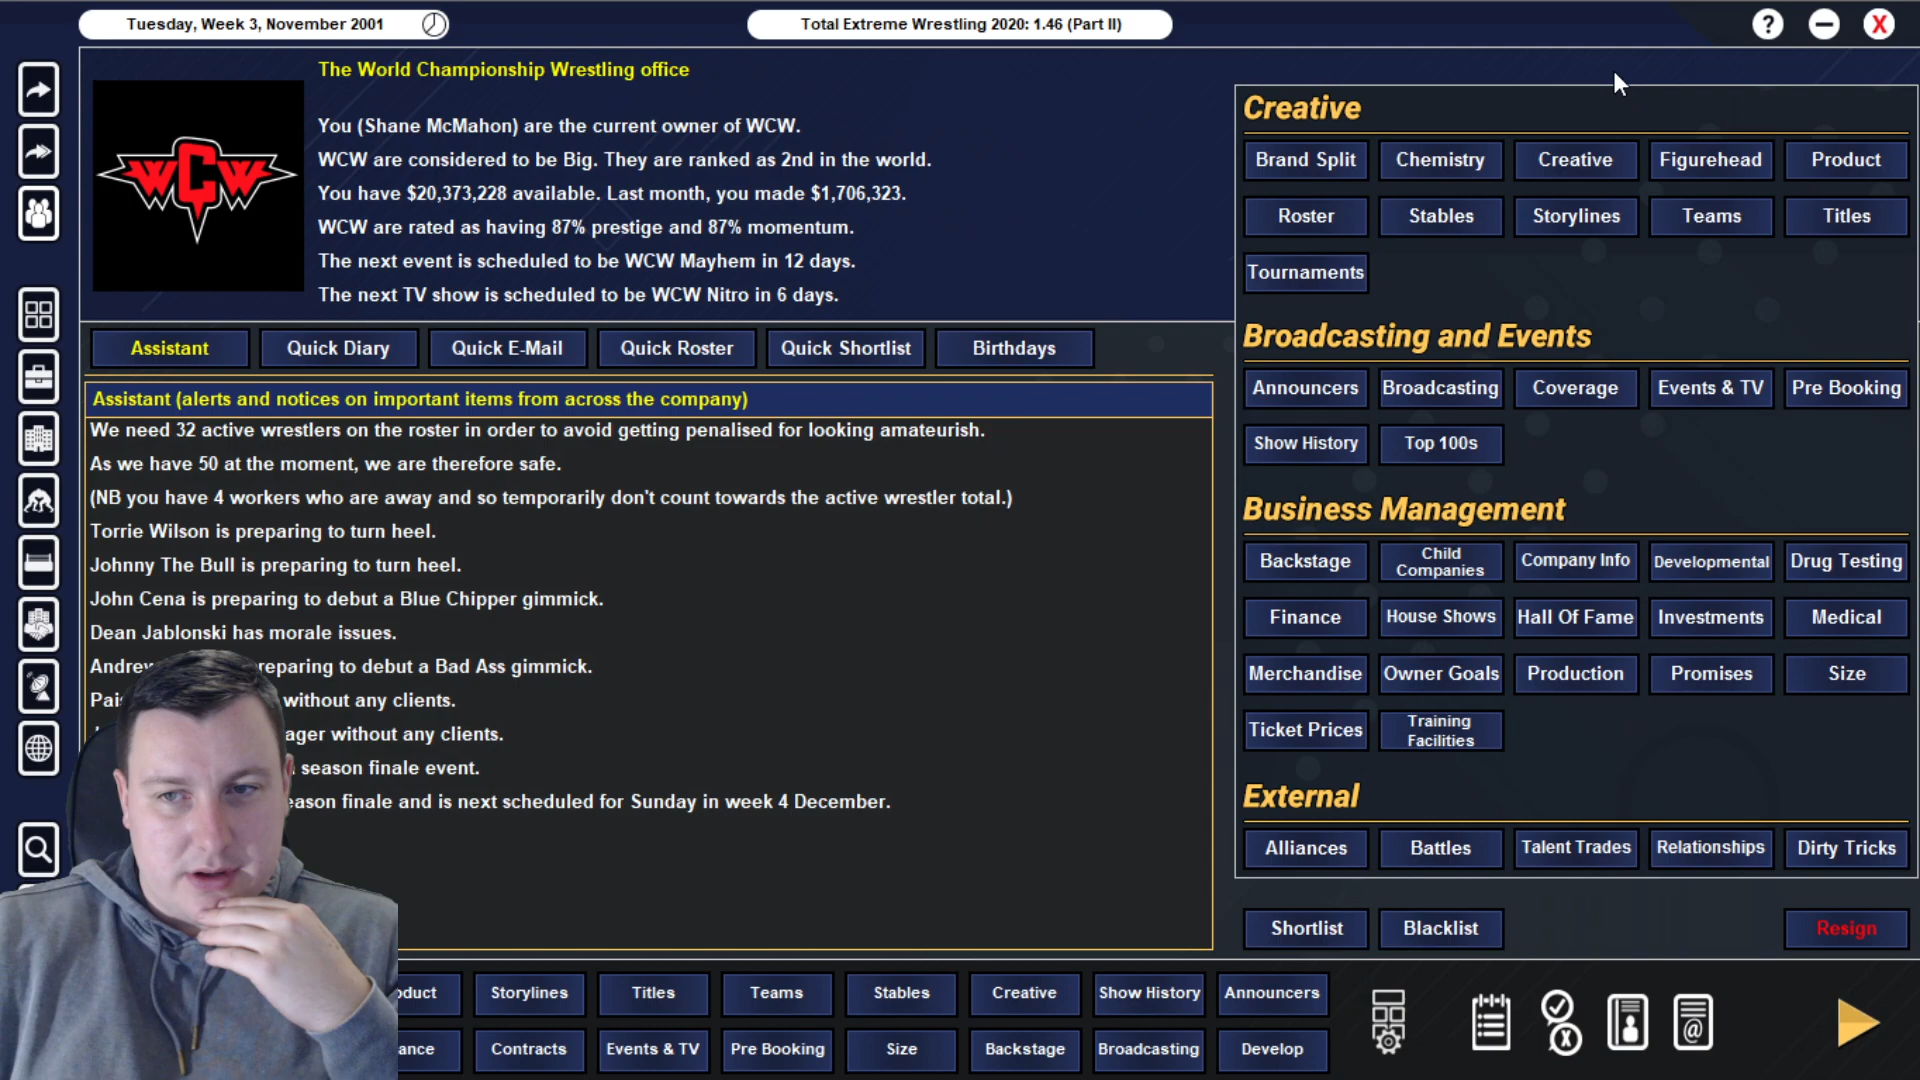 Tuesday, Week 3, November 2001
Total Extreme Wrestling 2020: 1.46 (Part II)
?
X
The World Championship Wrestling office
WCW
You (Shane McMahon) are the current owner of WCW.
WCW are considered to be Big. They are ranked as 2nd in the world.
You have $20,373,228 available. Last month, you made $1,706,323.
WCW are rated as having 87% prestige and 87% momentum.
The next event is scheduled to be WCW Mayhem in 12 days.
The next TV show is scheduled to be WCW Nitro in 6 days.
Assistant
Quick Diary
Quick E-Mail
Quick Roster
Quick Shortlist
Birthdays
Assistant (alerts and notices on important items from across the company)
We need 32 active wrestlers on the roster in order to avoid getting penalised for looking amateurish.
As we have 50 at the moment, we are therefore safe.
(NB you have 4 workers who are away and so temporarily don't count towards the active wrestler total.)
Torrie Wilson is preparing to turn heel.
Johnny The Bull is preparing to turn heel.
John Cena is preparing to debut a Blue Chipper gimmick.
Dean Jablonski has morale issues.
to debut a Bad Ass gimmick.
without any clients.
without any clients.
season finale event.
finale and is next scheduled for Sunday in week 4 December.
Creative
Brand Split
Chemistry
Creative
Figurehead
Product
Roster
Stables
Storylines
Teams
Titles
Tournaments
Broadcasting and Events
Announcers
Broadcasting
Coverage
Events & TV
Pre Booking
Show History
Top 100s
Business Management
Backstage
Child
Companies
Company Info
Developmental
Drug Testing
Finance
House Shows
Hall Of Fame
Investments
Medical
Merchandise
Owner Goals
Production
Promises
Size
Ticket Prices
Training
Facilities
External
Alliances
Battles
Talent Trades
Relationships
Dirty Tricks
Shortlist
Blacklist
Resign
Storylines
Titles
Teams
Stables
Creative
Show History
Announcers
Contracts
Events & TV
Pre Booking
Size
Backstage
Broadcasting
Develop
@